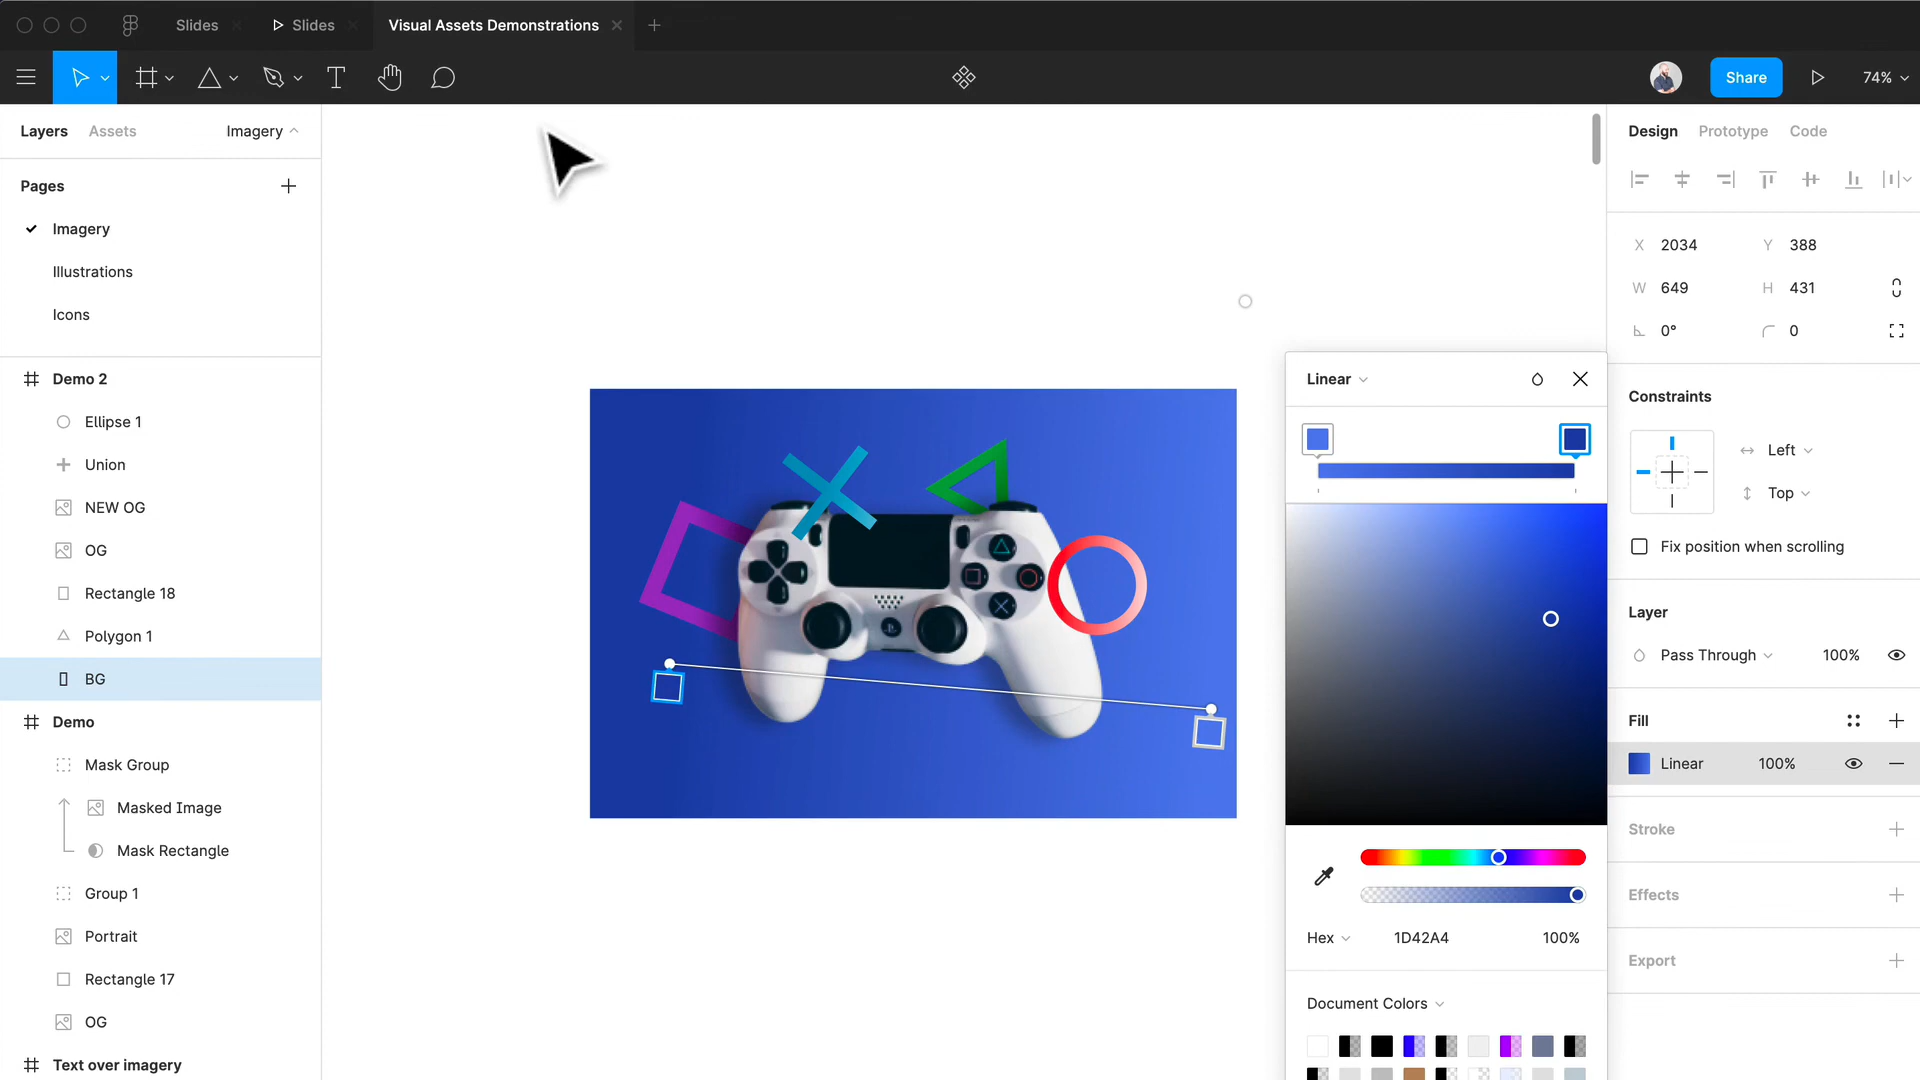 Slides
Slides
Visual Assets Demonstrations
Share
74%
Layers
Assets
Imagery
Pages
Imagery
Illustrations
Icons
Demo 2
Ellipse 1
Union
NEW OG
OG
Rectangle 18
Polygon 1
BG
Demo
Mask Group
Masked Image
Mask Rectangle
Group 1
Portrait
Rectangle 17
OG
Text over imagery
Linear
Hex
1D42A4
100%
Document Colors
Design
Prototype
Code
X 2034
Y 388
W 649
H 431
0°
0
Constraints
Left
Top
Fix position when scrolling
Layer
Pass Through
100%
Fill
Linear
100%
Stroke
Effects
Export